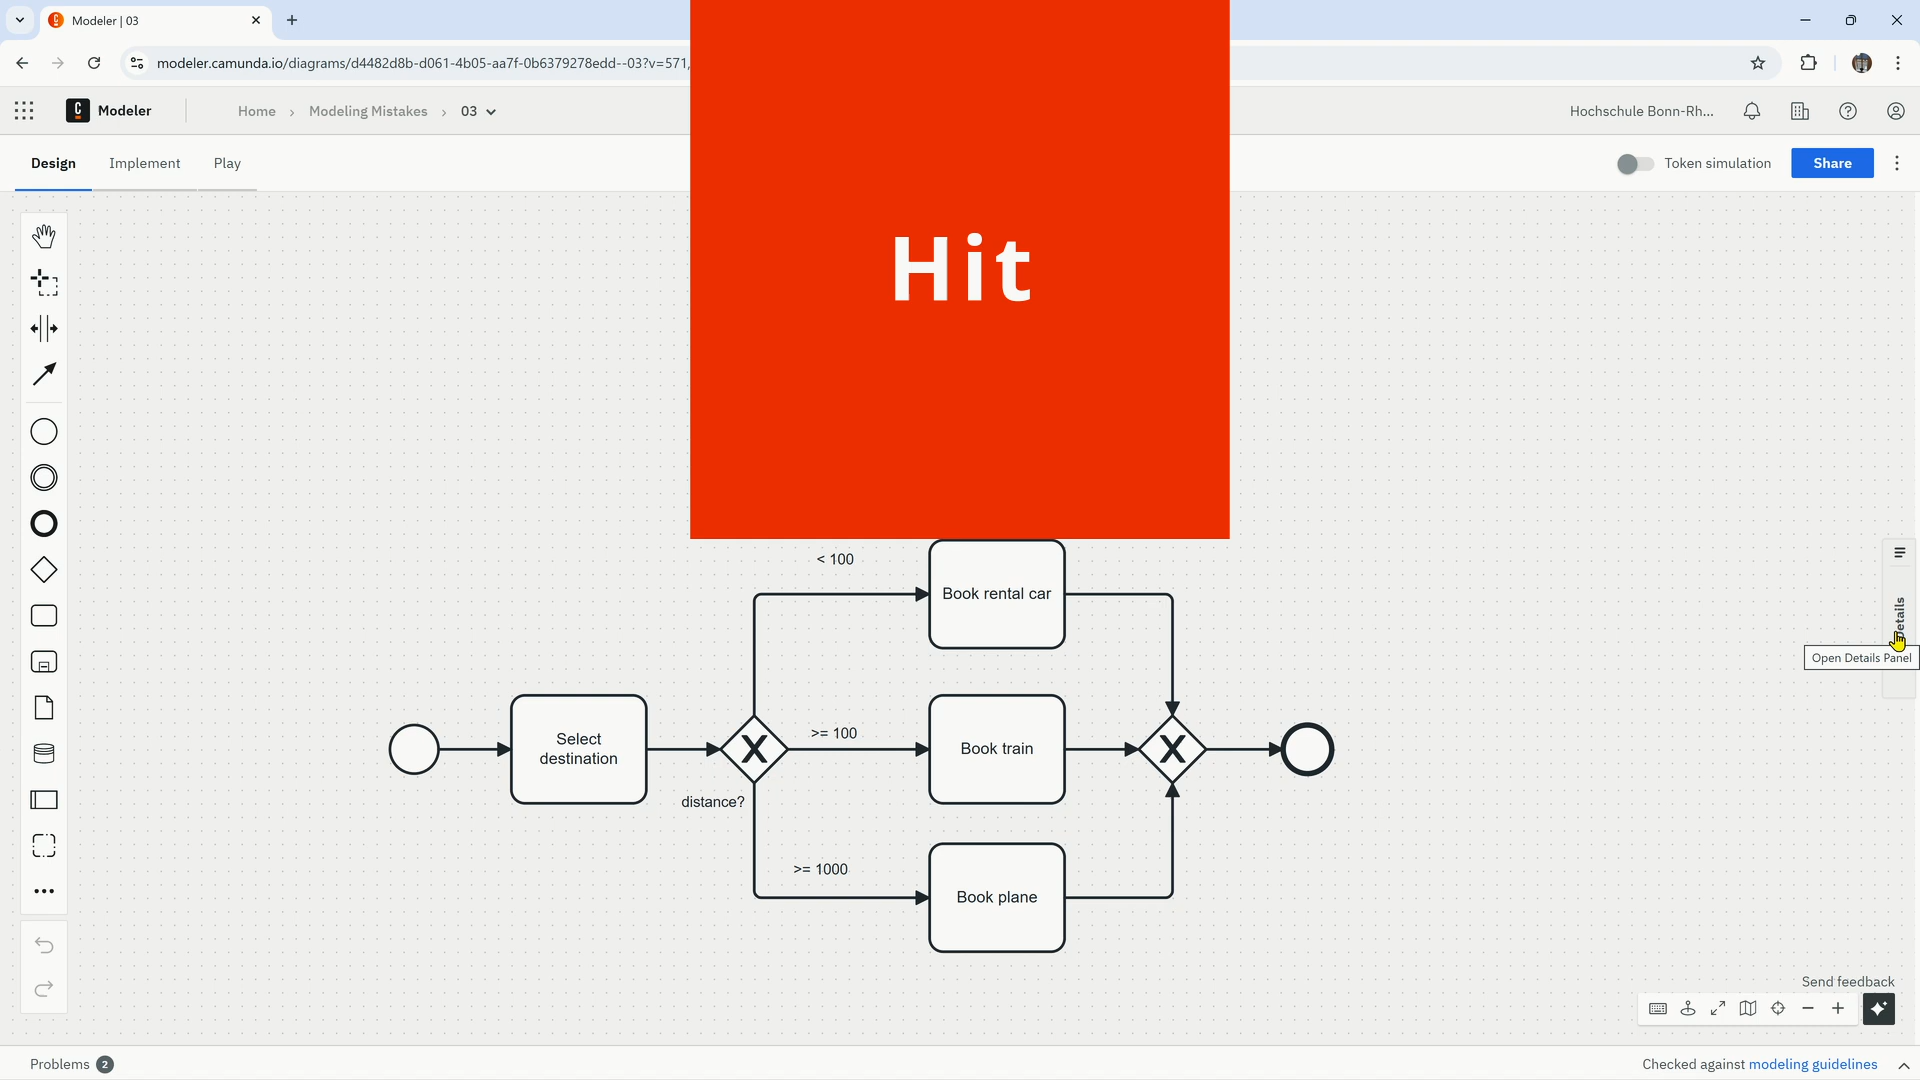 Modeler | 03
modeler.camunda.io/diagrams/d4482d8b-d061-4b05-aa7f-0b6379278edd--03?v=571,
Modeler
Home
Modeling Mistakes
03
Hochschule Bonn-Rh...
Design
Implement
Play
Token simulation
Share
Hit
< 100
Book rental car
Details
Open Details Panel
Select
destination
>= 100
Book train
distance?
>= 1000
Book plane
Send feedback
Problems 2
Checked against modeling guidelines